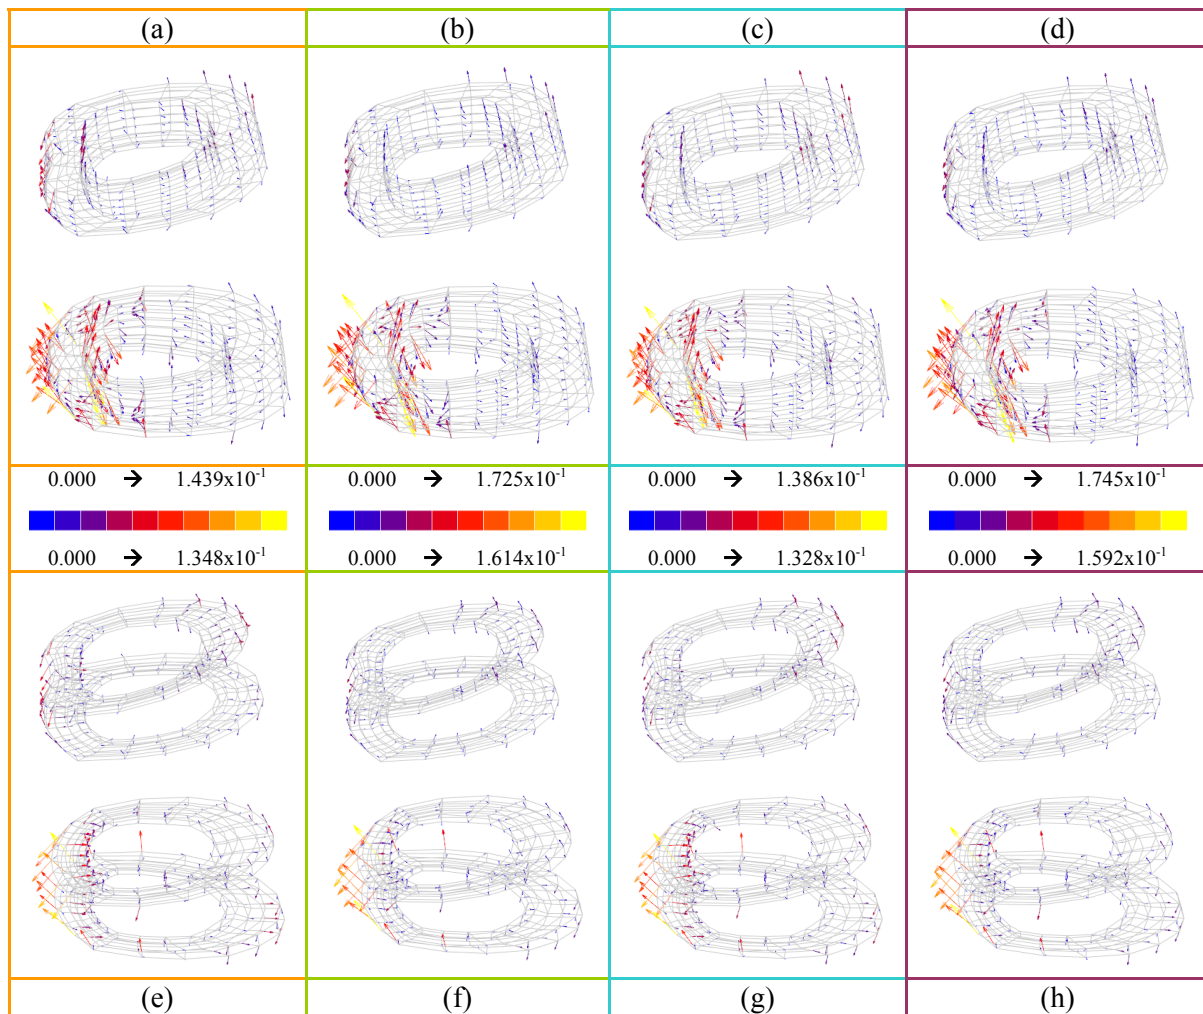 (a) (b) (c) (d)
0.000 → 1.439x10⁻¹ 0.000 → 1.725x10⁻¹ 0.000 → 1.386x10⁻¹ 0.000 → 1.745x10⁻¹
0.000 → 1.348x10⁻¹ 0.000 → 1.614x10⁻¹ 0.000 → 1.328x10⁻¹ 0.000 → 1.592x10⁻¹
(e) (f) (g) (h)